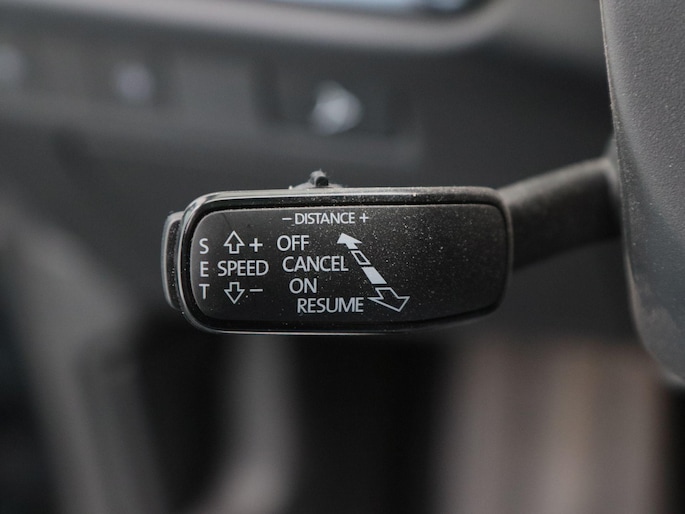 − DISTANCE +
S + OFF
E SPEED CANCEL
T − ON
RESUME